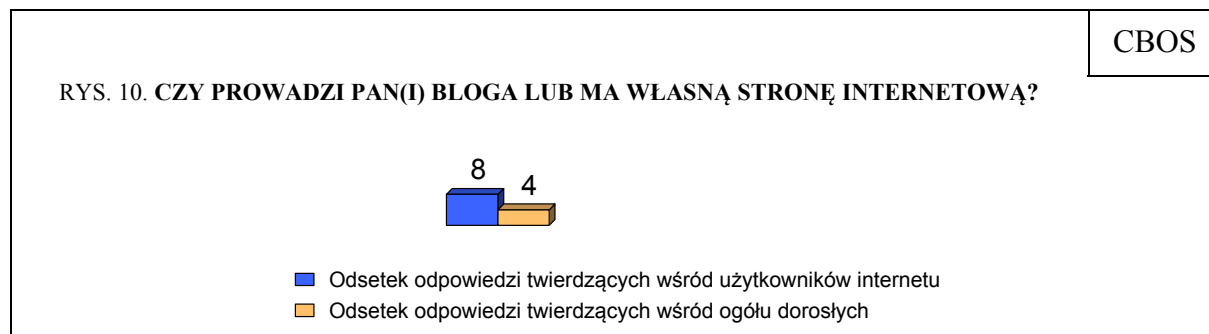 CBOS
RYS. 10. CZY PROWADZI PAN(I) BLOGA LUB MA WŁASNĄ STRONĘ INTERNETOWĄ?
8
4
Odsetek odpowiedzi twierdzących wśród użytkowników internetu
Odsetek odpowiedzi twierdzących wśród ogółu dorosłych